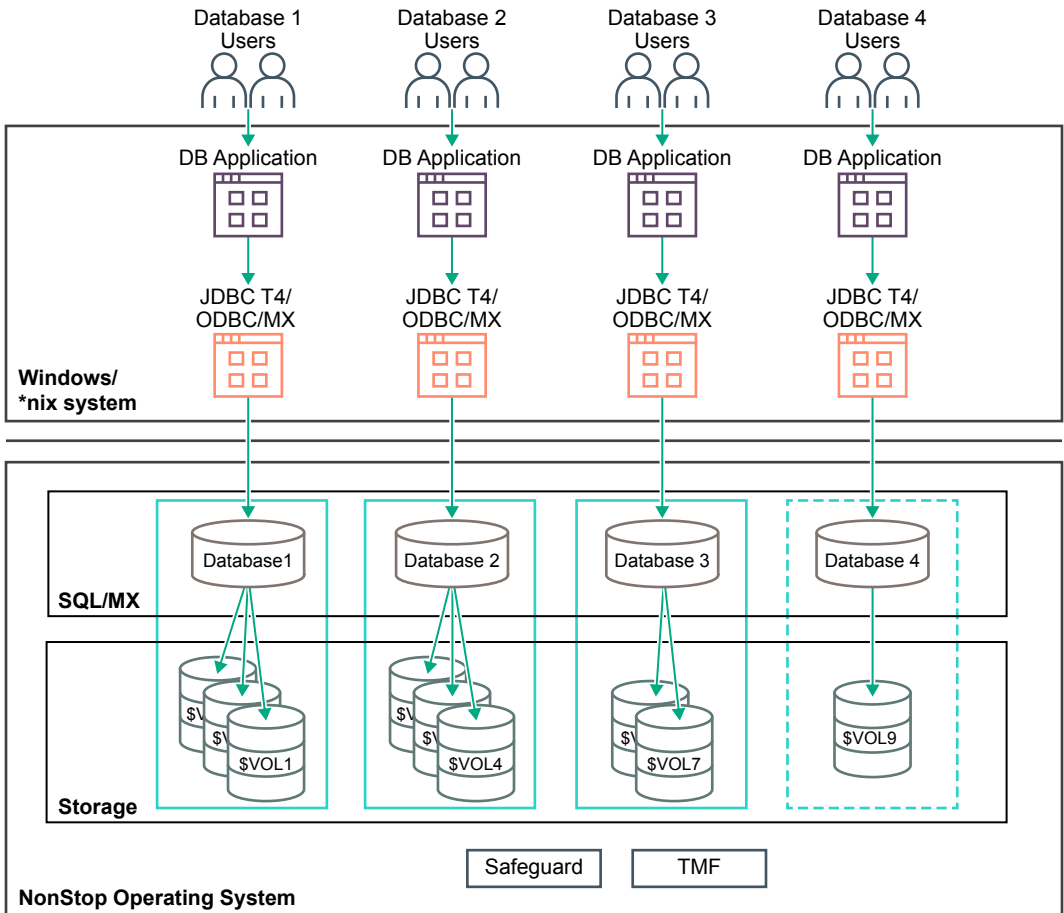 Database 1
Users
Database 2
Users
Database 3
Users
Database 4
Users
DB Application
DB Application
DB Application
DB Application
JDBC T4/
ODBC/MX
JDBC T4/
ODBC/MX
JDBC T4/
ODBC/MX
JDBC T4/
ODBC/MX
Windows/
*nix system
Database1
Database 2
Database 3
Database 4
SQL/MX
$VOL1
$VOL4
$VOL7
$VOL9
Storage
Safeguard
TMF
NonStop Operating System